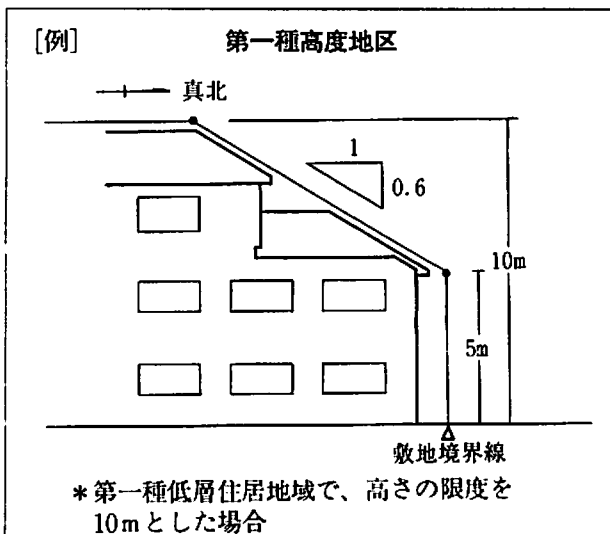 [例] 第一種高度地区
真北
1
0.6
10m
5m
敷地境界線
*第一種低層住居地域で、高さの限度を
10mとした場合